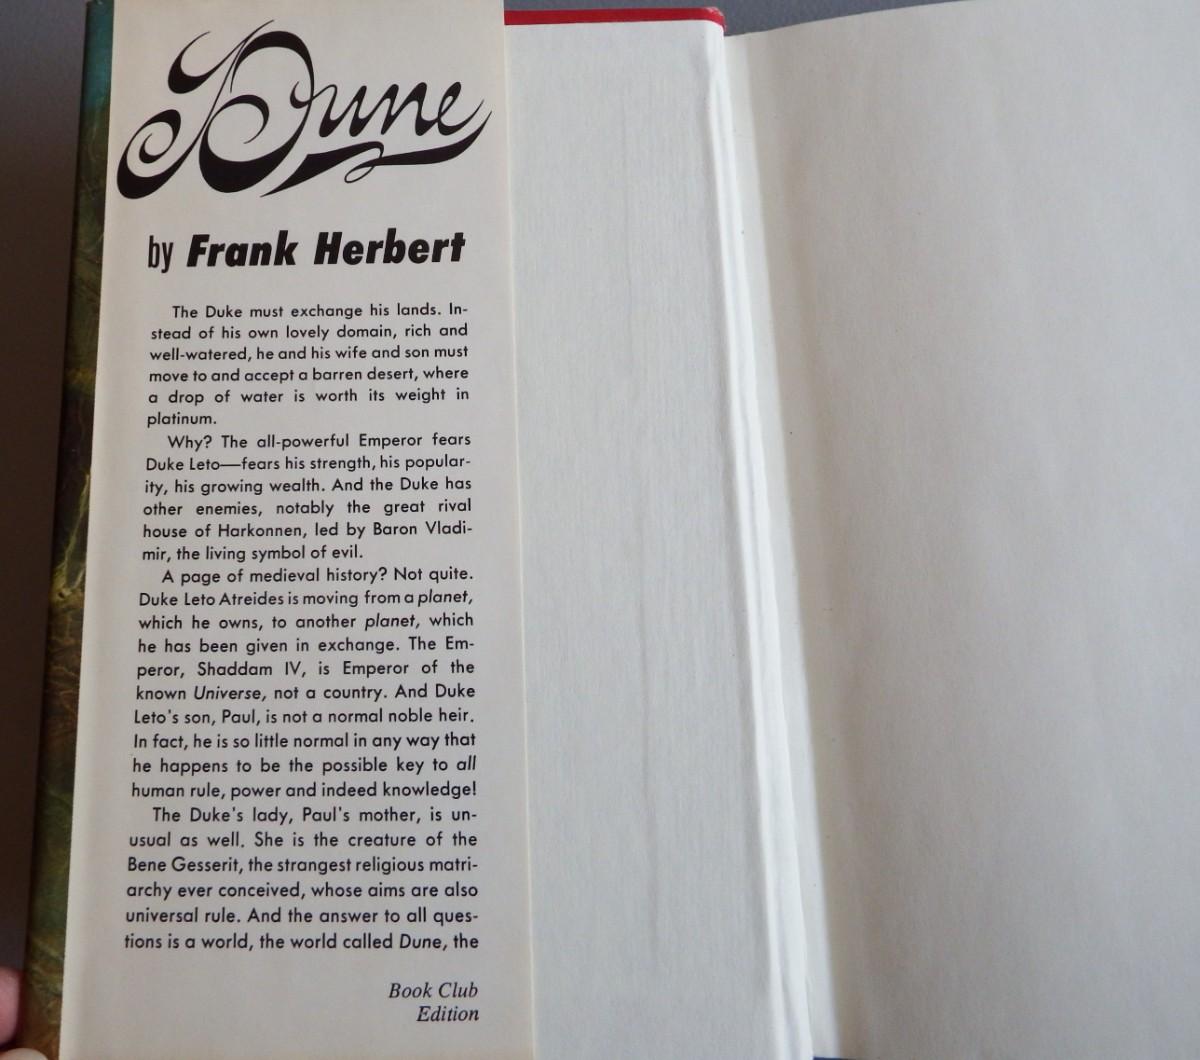 Dune
by Frank Herbert
The Duke must exchange his lands. In-
stead of his own lovely domain, rich and
well-watered, he and his wife and son must
move to and accept a barren desert, where
a drop of water is worth its weight in
platinum.
Why? The all-powerful Emperor fears
Duke Leto—fears his strength, his popular-
ity, his growing wealth. And the Duke has
other enemies, notably the great rival
house of Harkonnen, led by Baron Vladi-
mir, the living symbol of evil.
A page of medieval history? Not quite.
Duke Leto Atreides is moving from a planet,
which he owns, to another planet, which
he has been given in exchange. The Em-
peror, Shaddam IV, is Emperor of the
known Universe, not a country. And Duke
Leto's son, Paul, is not a normal noble heir.
In fact, he is so little normal in any way that
he happens to be the possible key to all
human rule, power and indeed knowledge!
The Duke's lady, Paul's mother, is un-
usual as well. She is the creature of the
Bene Gesserit, the strangest religious matri-
archy ever conceived, whose aims are also
universal rule. And the answer to all ques-
tions is a world, the world called Dune, the
Book Club
Edition